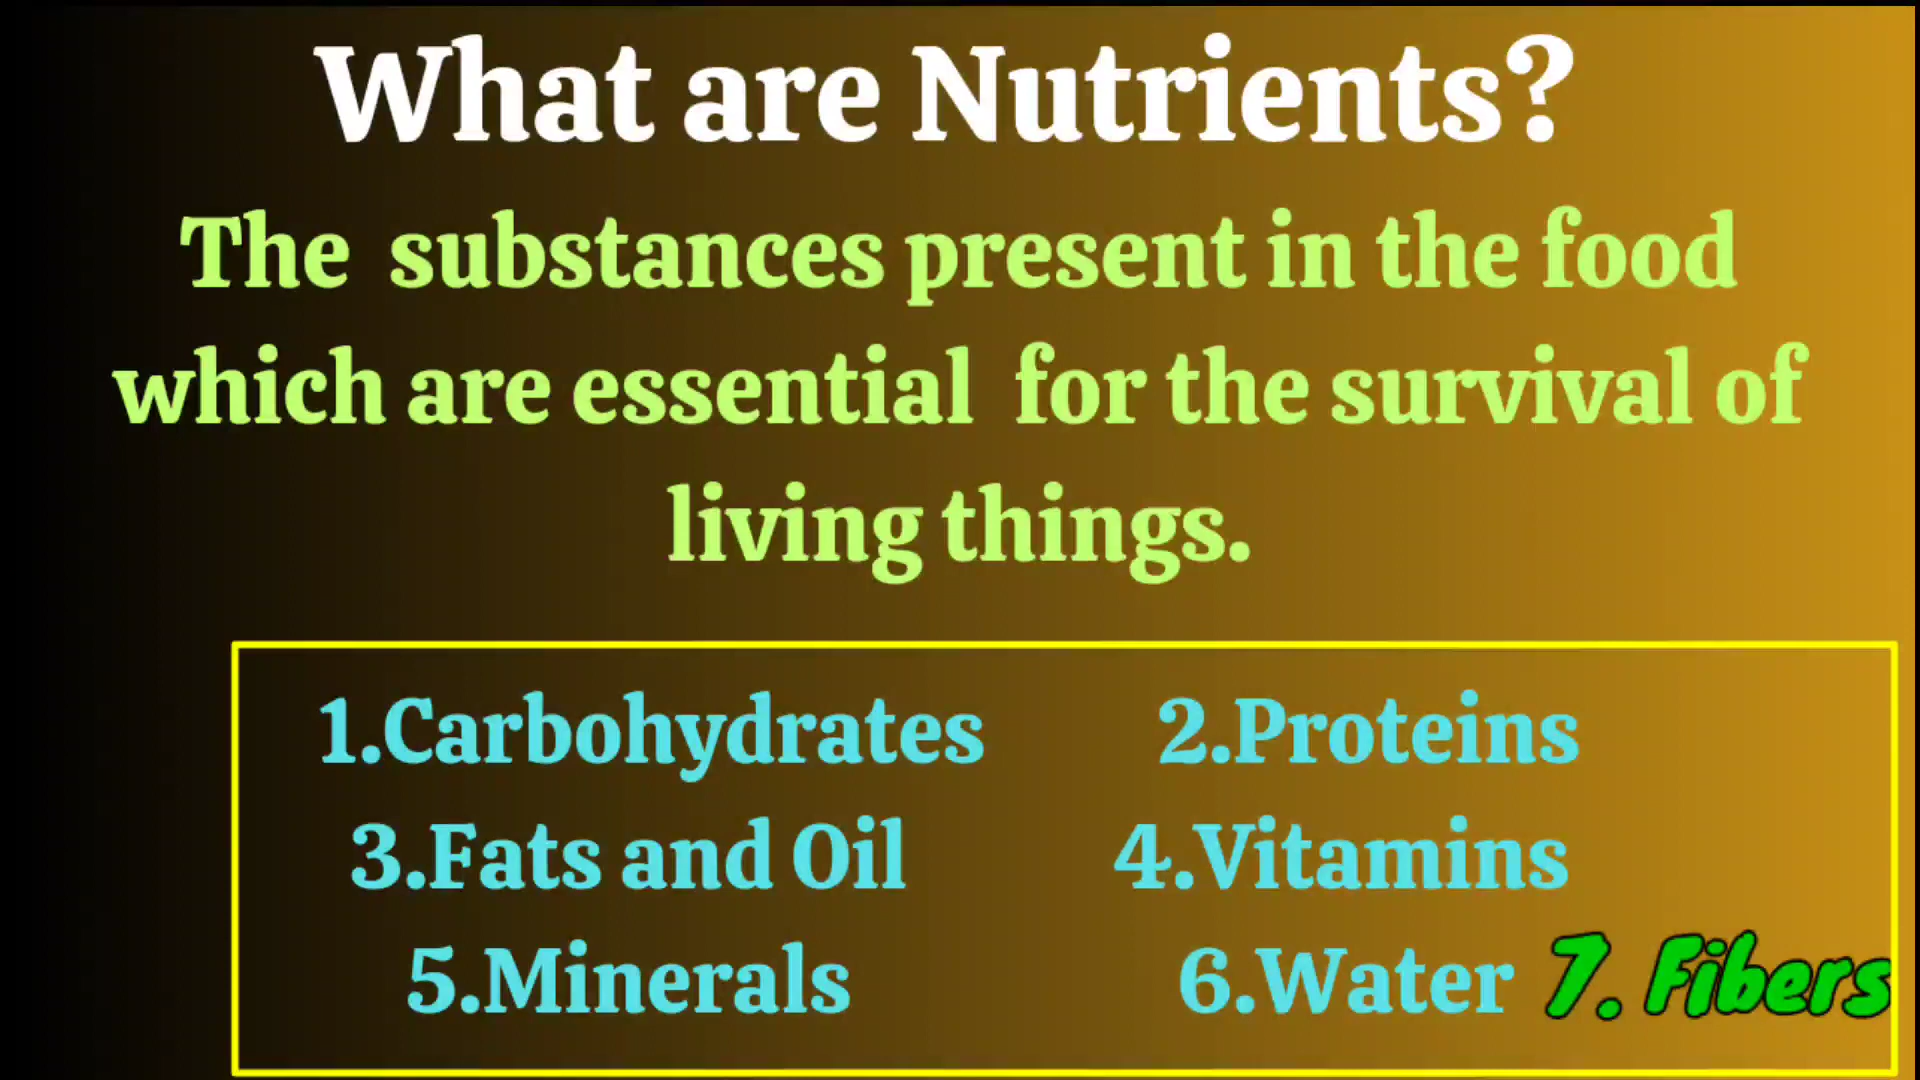 What are Nutrients?
The substances present in the food
which are essential for the survival of
living things.
1.Carbohydrates 2.Proteins
3.Fats and Oil 4.Vitamins
5.Minerals 6.Water 7. Fibers